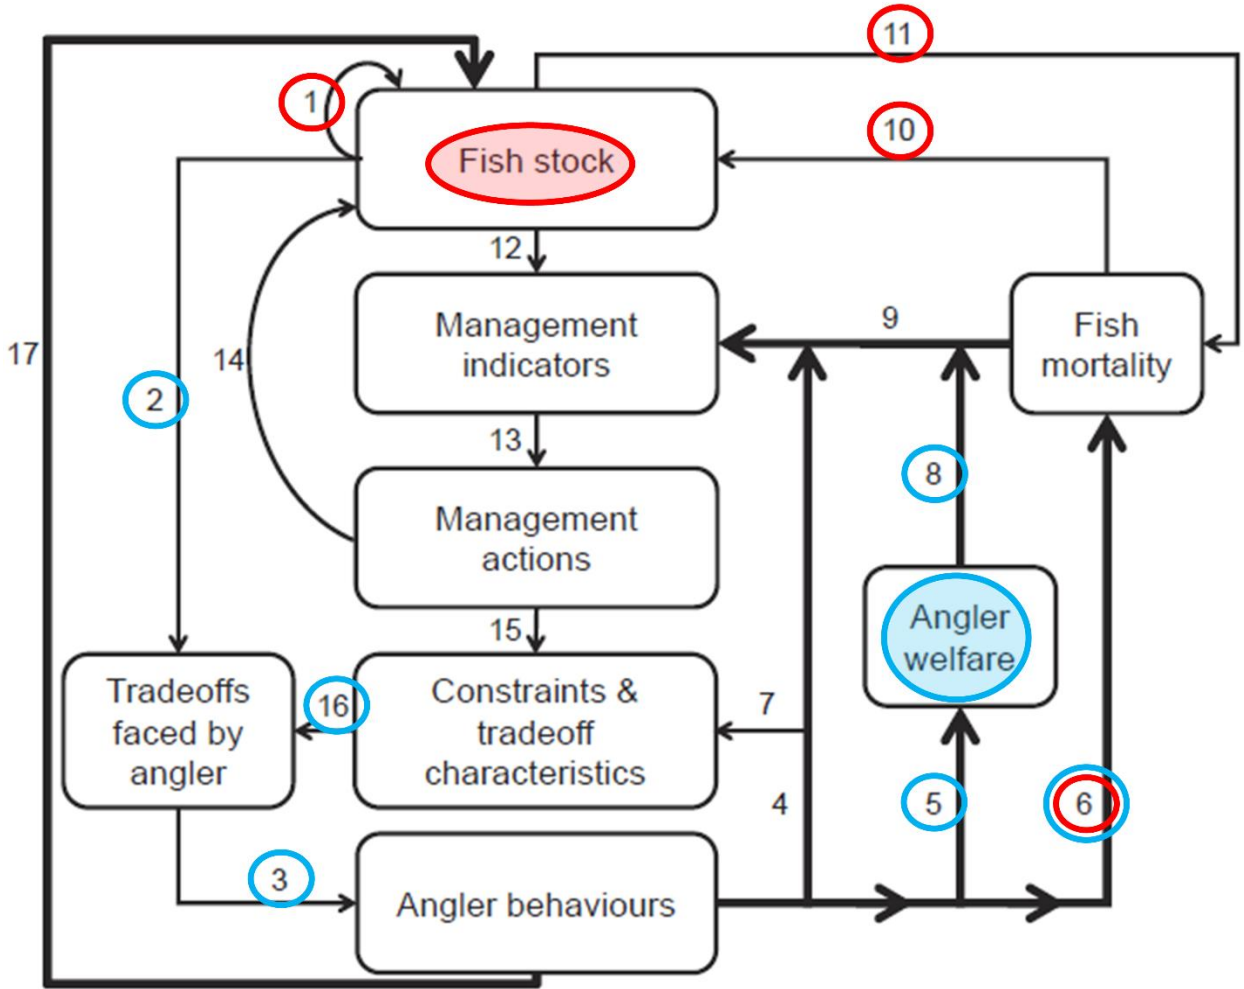 11
1
10
Fish stock
12
17
14
9
Management
indicators
Fish
mortality
2
13
8
Management
actions
15
Angler
welfare
Tradeoffs
faced by
angler
16
Constraints &
tradeoff
characteristics
7
4
5
6
3
Angler behaviours